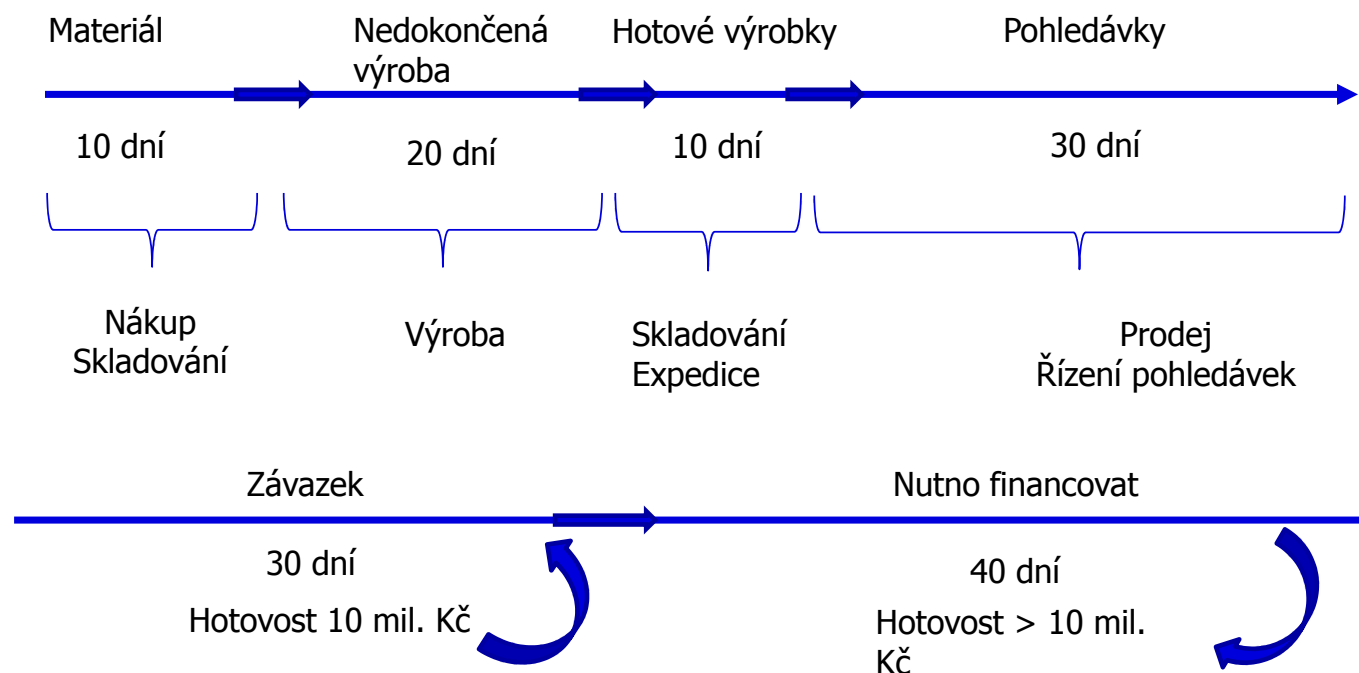 Materiál
Nedokončená
výroba
Hotové výrobky
Pohledávky
10 dní
20 dní
10 dní
30 dní
Nákup
Skladování
Výroba
Skladování
Expedice
Prodej
Řízení pohledávek
Závazek
Nutno financovat
30 dní
40 dní
Hotovost 10 mil. Kč
Hotovost > 10 mil.
Kč